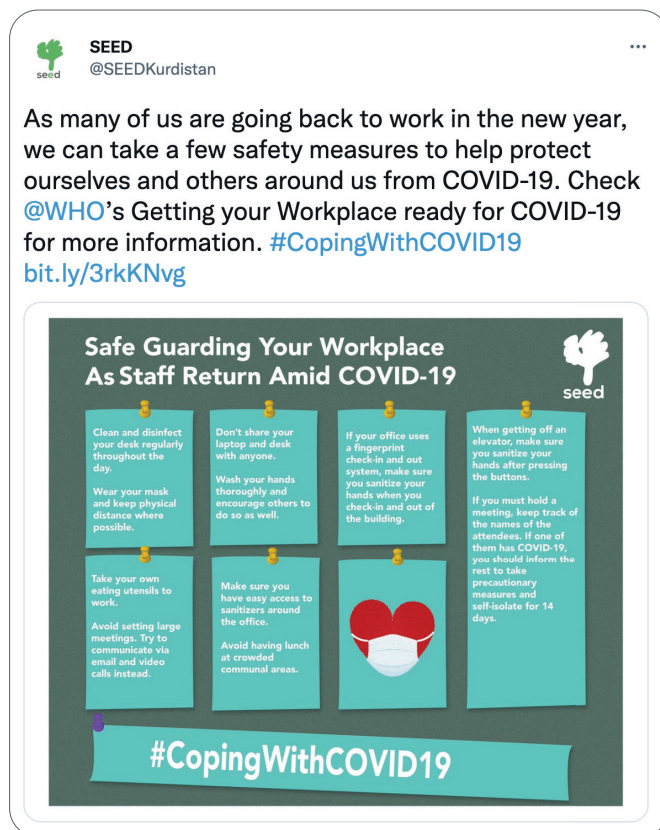 SEED
@SEEDKurdistan
seed
As many of us are going back to work in the new year,
we can take a few safety measures to help protect
ourselves and others around us from COVID-19. Check
@WHO's Getting your Workplace ready for COVID-19
for more information. #CopingWithCOVID19
bit.ly/3rkKNvg
Safe Guarding Your Workplace
As Staff Return Amid COVID-19
seed
Clean and disinfect
your desk regularly
throughout the
day.
Wear your mask
and keep physical
distance where
possible.
Don't share your
laptop and desk
with anyone.
Wash your hands
thoroughly and
encourage others to
do so as well.
If your office uses
a fingerprint
check-in and out
system, make sure
you sanitize your
hands when you
check-in and out of
the building.
When getting off an
elevator, make sure
you sanitize your
hands after pressing
the buttons.
If you must hold a
meeting, keep track of
the names of the
attendees. If one of
them has COVID-19,
you should inform the
rest to take
precautionary
measures and
self-isolate for 14
days.
Take your own
eating utensils to
work.
Avoid setting large
meetings. Try to
communicate via
email and video
calls instead.
Make sure you
have easy access to
sanitizers around
the office.
Avoid having lunch
at crowded
communal areas.
#CopingWithCOVID19